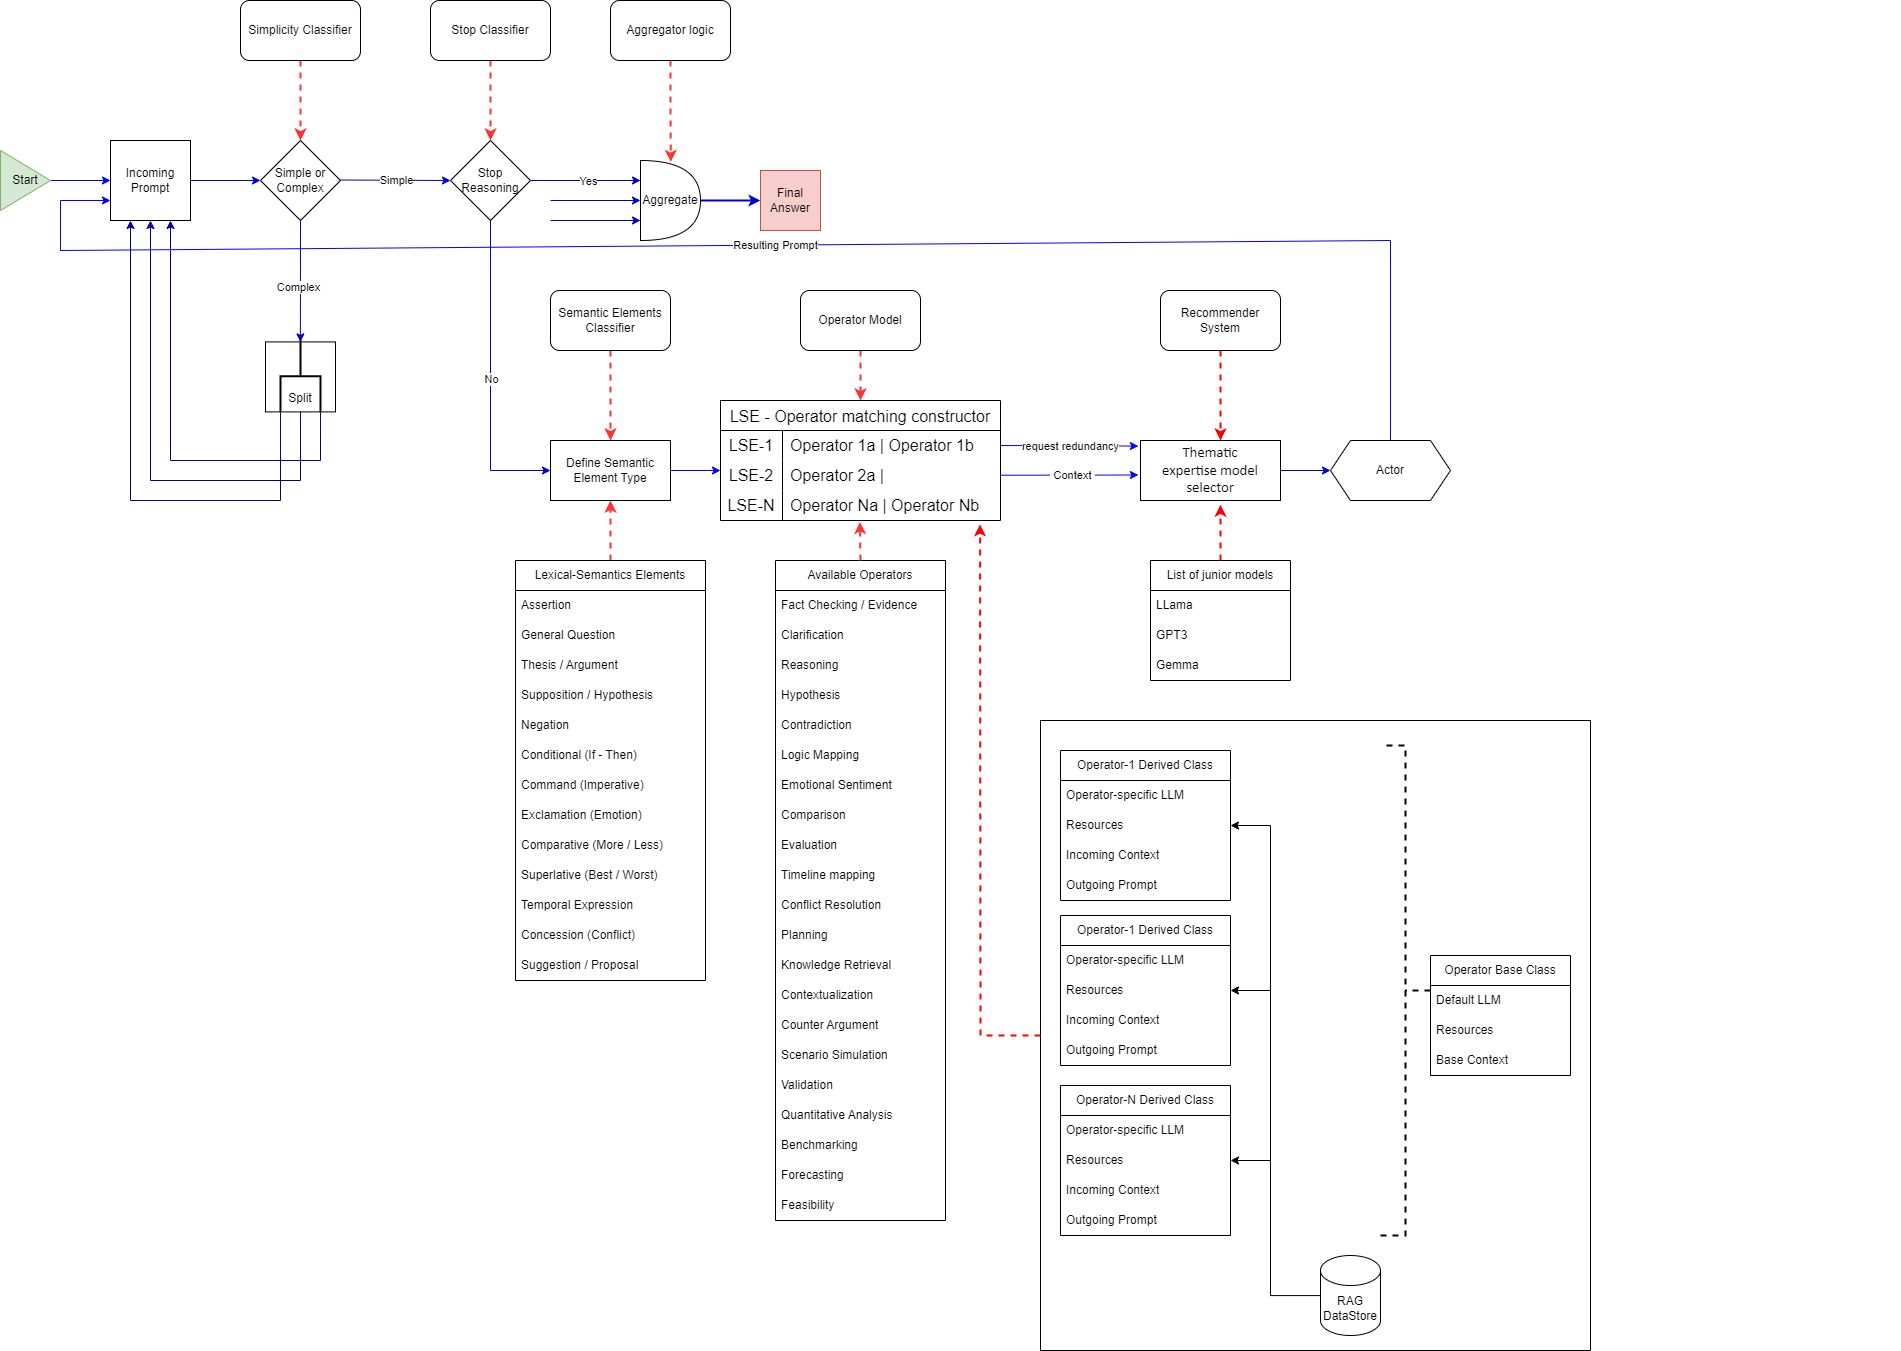 Simplicity Classifier
Stop Classifier
Aggregator logic
Start
Incoming
Prompt
Simple or
Complex
Simple
Stop
Reasoning
Yes
Aggregate
Final
Answer
Resulting Prompt
Complex
Split
No
Semantic Elements
Classifier
Operator Model
Recommender
System
Define Semantic
Element Type
LSE - Operator matching constructor
LSE-1 Operator 1a | Operator 1b
LSE-2 Operator 2a |
LSE-N Operator Na | Operator Nb
request redundancy
Context
Thematic
expertise model
selector
Actor
Lexical-Semantics Elements
Assertion
General Question
Thesis / Argument
Supposition / Hypothesis
Negation
Conditional (If - Then)
Command (Imperative)
Exclamation (Emotion)
Comparative (More / Less)
Superlative (Best / Worst)
Temporal Expression
Concession (Conflict)
Suggestion / Proposal
Available Operators
Fact Checking / Evidence
Clarification
Reasoning
Hypothesis
Contradiction
Logic Mapping
Emotional Sentiment
Comparison
Evaluation
Timeline mapping
Conflict Resolution
Planning
Knowledge Retrieval
Contextualization
Counter Argument
Scenario Simulation
Validation
Quantitative Analysis
Benchmarking
Forecasting
Feasibility
List of junior models
LLama
GPT3
Gemma
Operator-1 Derived Class
Operator-specific LLM
Resources
Incoming Context
Outgoing Prompt
Operator-1 Derived Class
Operator-specific LLM
Resources
Incoming Context
Outgoing Prompt
Operator-N Derived Class
Operator-specific LLM
Resources
Incoming Context
Outgoing Prompt
Operator Base Class
Default LLM
Resources
Base Context
RAG
DataStore